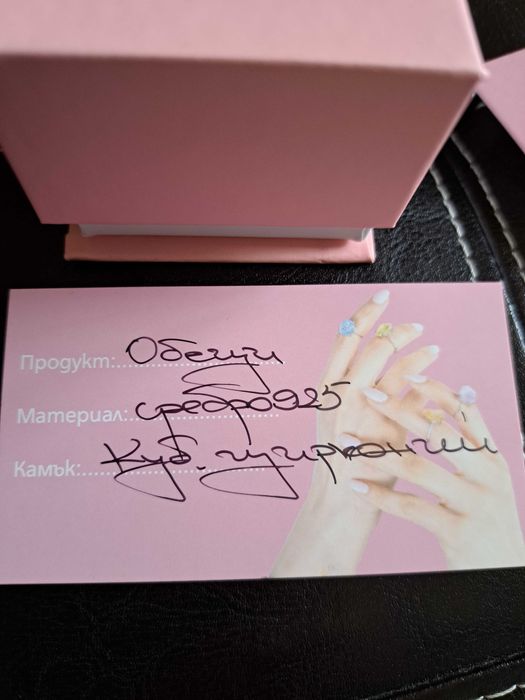 Продукт: Обеци
Материал: сребро925
Камък: Куб. цирконий